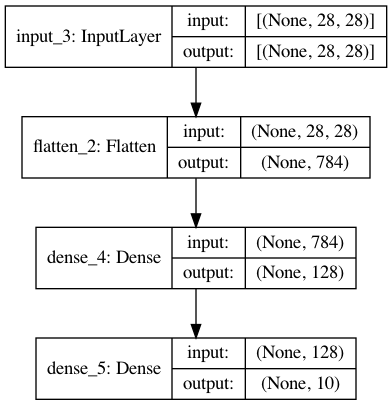 input_3: InputLayer
input:
[(None, 28, 28)]
output:
[(None, 28, 28)]
flatten_2: Flatten
input:
(None, 28, 28)
output:
(None, 784)
dense_4: Dense
input:
(None, 784)
output:
(None, 128)
dense_5: Dense
input:
(None, 128)
output:
(None, 10)